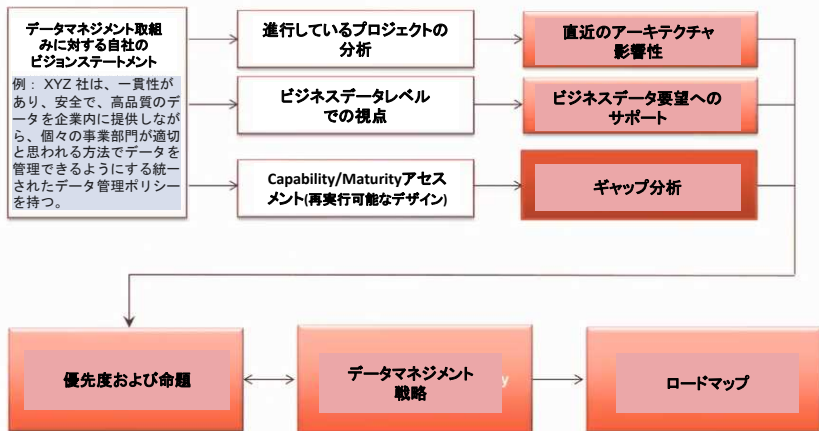 データマネジメント取組
みに対する自社の
ビジョンステートメント
例： XYZ 社は、一貫性が
あり、安全で、高品質のデ
ータを企業内に提供しなが
ら、個々の事業部門が適切
と思われる方法でデータを
管理できるようにする統一
されたデータ管理ポリシー
を持つ。
進行しているプロジェクトの
分析
直近のアーキテクチャ
影響性
ビジネスデータレベル
での視点
ビジネスデータ要望への
サポート
Capability/Maturityアセス
メント(再実行可能なデザイン)
ギャップ分析
優先度および命題
データマネジメント
戦略
y
ロードマップ